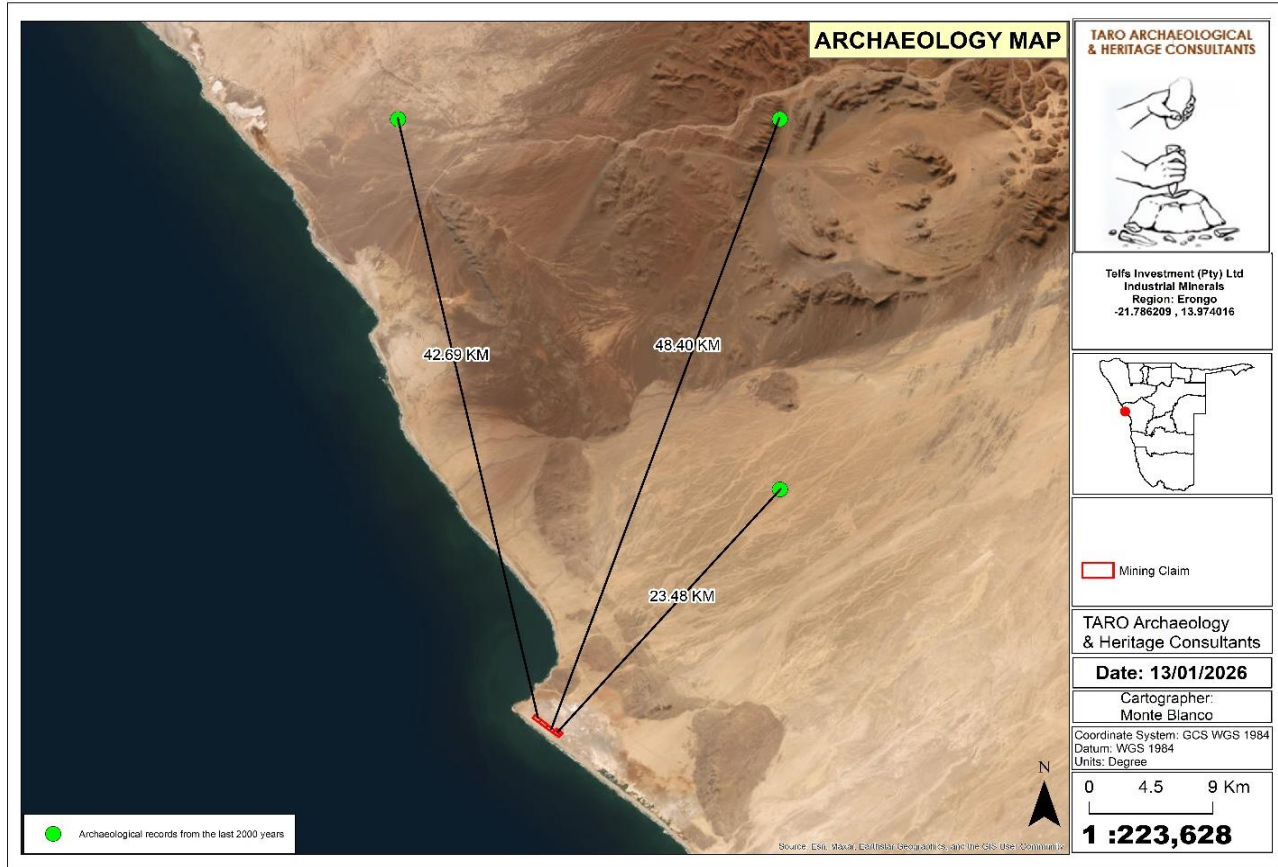 ARCHAEOLOGY MAP
42.69 KM
48.40 KM
23.48 KM
Archaeological records from the last 2000 years
Source: Esri, Maxar, Earthstar Geographics, and the GIS User Community
N
TARO ARCHAEOLOGICAL
& HERITAGE CONSULTANTS
Telfs Investment (Pty) Ltd
Industrial Minerals
Region: Erongo
-21.786209 , 13.974016
Mining Claim
TARO Archaeology
& Heritage Consultants
Date: 13/01/2026
Cartographer:
Monte Blanco
Coordinate System: GCS WGS 1984
Datum: WGS 1984
Units: Degree
0 4.5 9 Km
1 :223,628